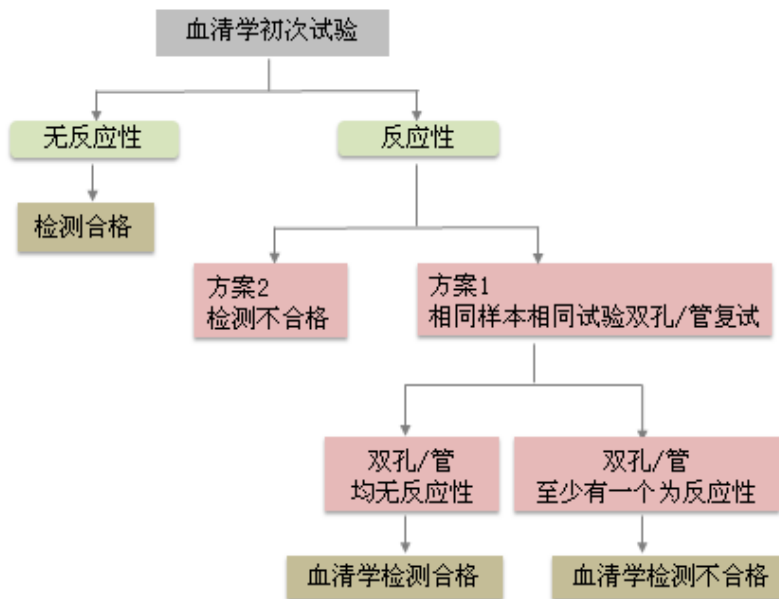 血清学初次试验
无反应性
反应性
检测合格
方案2
检测不合格
方案1
相同样本相同试验双孔/管复试
双孔/管
均无反应性
双孔/管
至少有一个为反应性
血清学检测合格
血清学检测不合格